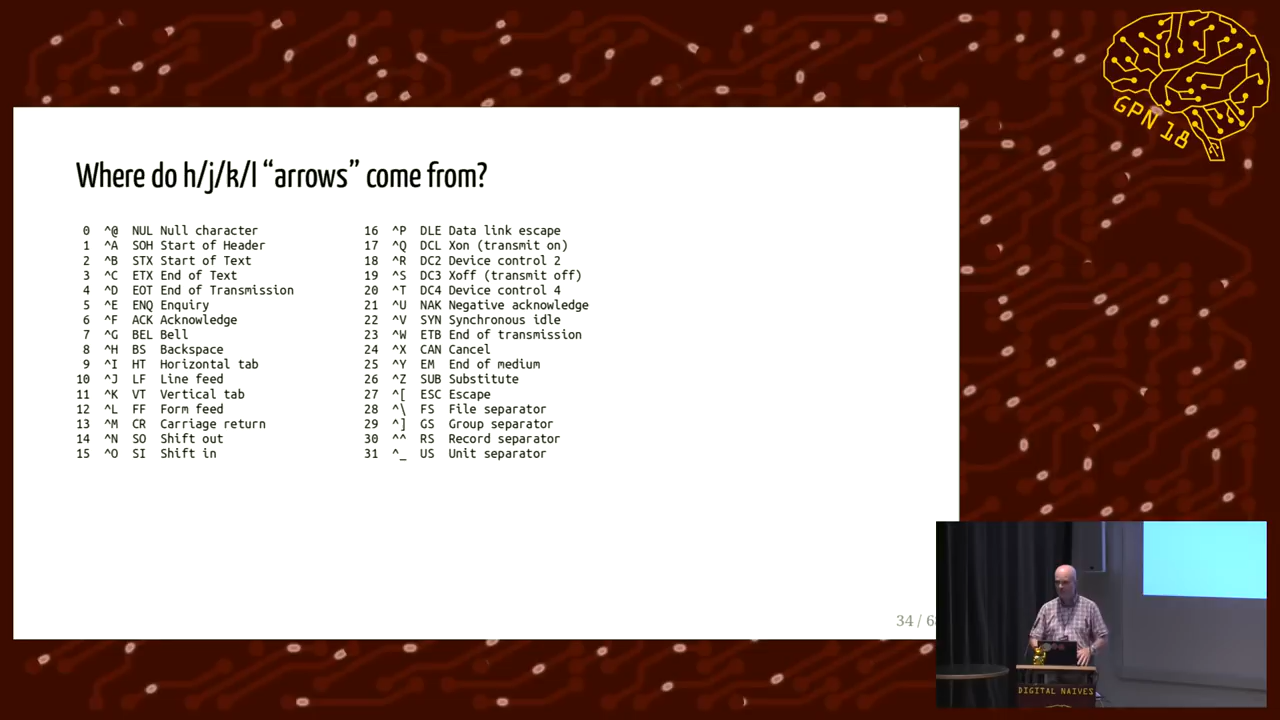 GPN 18
Where do h/j/k/l “arrows” come from?
0 ^@ NUL Null character
1 ^A SOH Start of Header
2 ^B STX Start of Text
3 ^C ETX End of Text
4 ^D EOT End of Transmission
5 ^E ENQ Enquiry
6 ^F ACK Acknowledge
7 ^G BEL Bell
8 ^H BS Backspace
9 ^I HT Horizontal tab
10 ^J LF Line feed
11 ^K VT Vertical tab
12 ^L FF Form feed
13 ^M CR Carriage return
14 ^N SO Shift out
15 ^O SI Shift in
16 ^P DLE Data link escape
17 ^Q DCL Xon (transmit on)
18 ^R DC2 Device control 2
19 ^S DC3 Xoff (transmit off)
20 ^T DC4 Device control 4
21 ^U NAK Negative acknowledge
22 ^V SYN Synchronous idle
23 ^W ETB End of transmission
24 ^X CAN Cancel
25 ^Y EM End of medium
26 ^Z SUB Substitute
27 ^[ ESC Escape
28 ^\ FS File separator
29 ^] GS Group separator
30 ^^ RS Record separator
31 ^_ US Unit separator
34 / 6
DIGITAL NAIVES